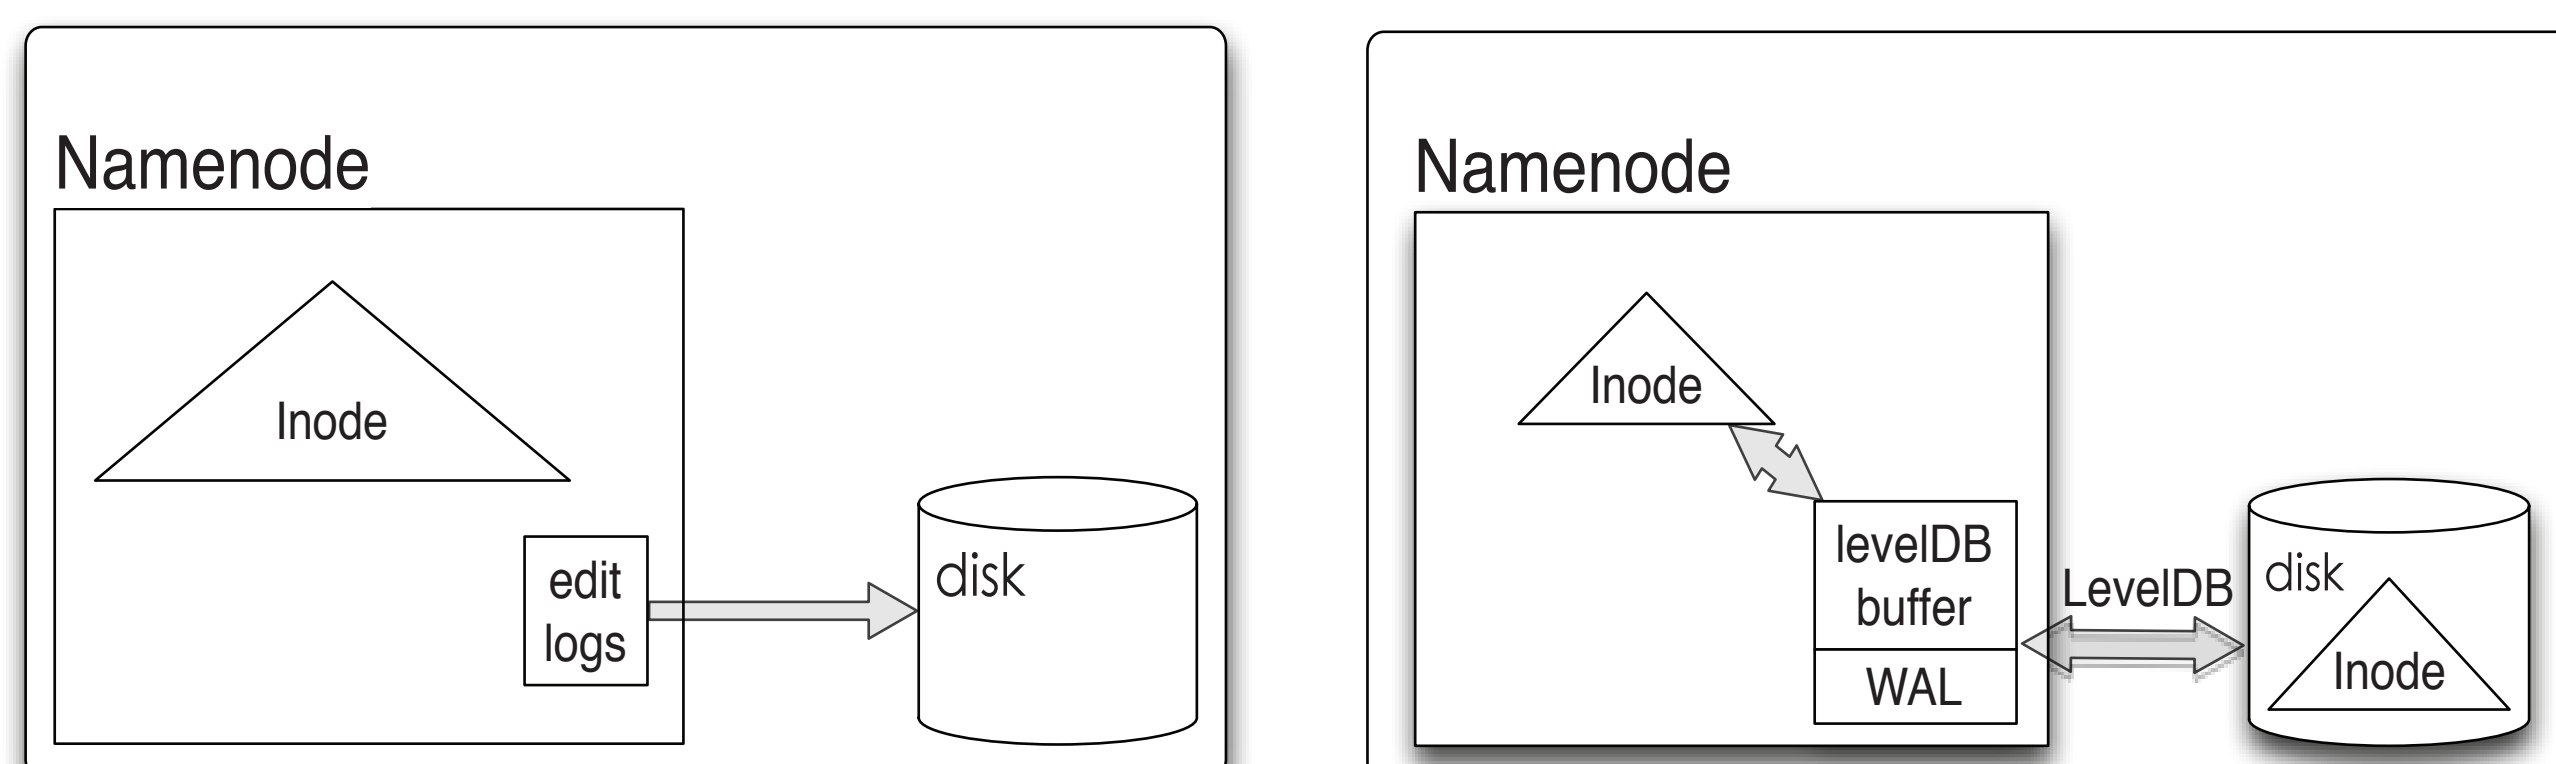 Namenode
Inode
edit
logs
disk
Namenode
Inode
levelDB
buffer
WAL
LevelDB
disk
Inode